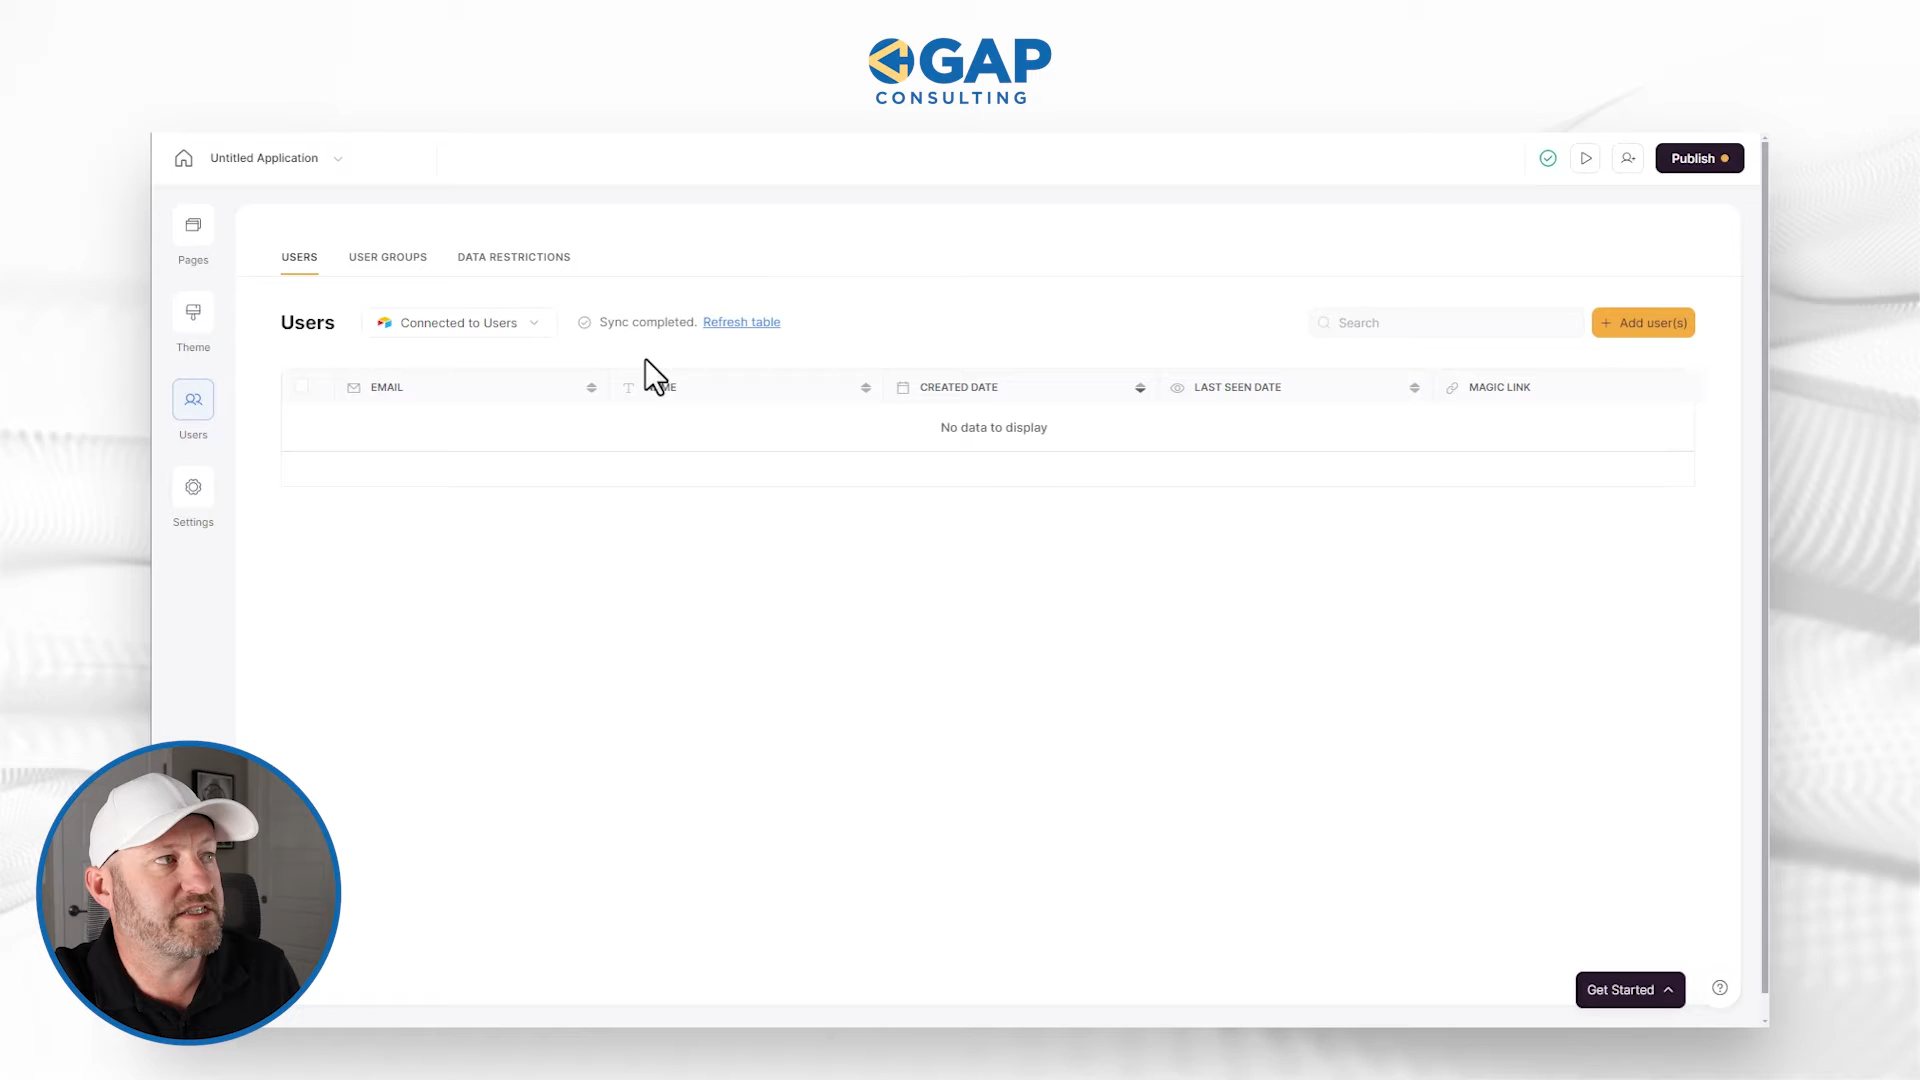 GAP
CONSULTING
Untitled Application
Publish
Pages
Theme
Users
Settings
USERS USER GROUPS DATA RESTRICTIONS
Users Connected to Users Sync completed. Refresh table Search + Add user(s)
EMAIL CREATED DATE LAST SEEN DATE MAGIC LINK
No data to display
Get Started